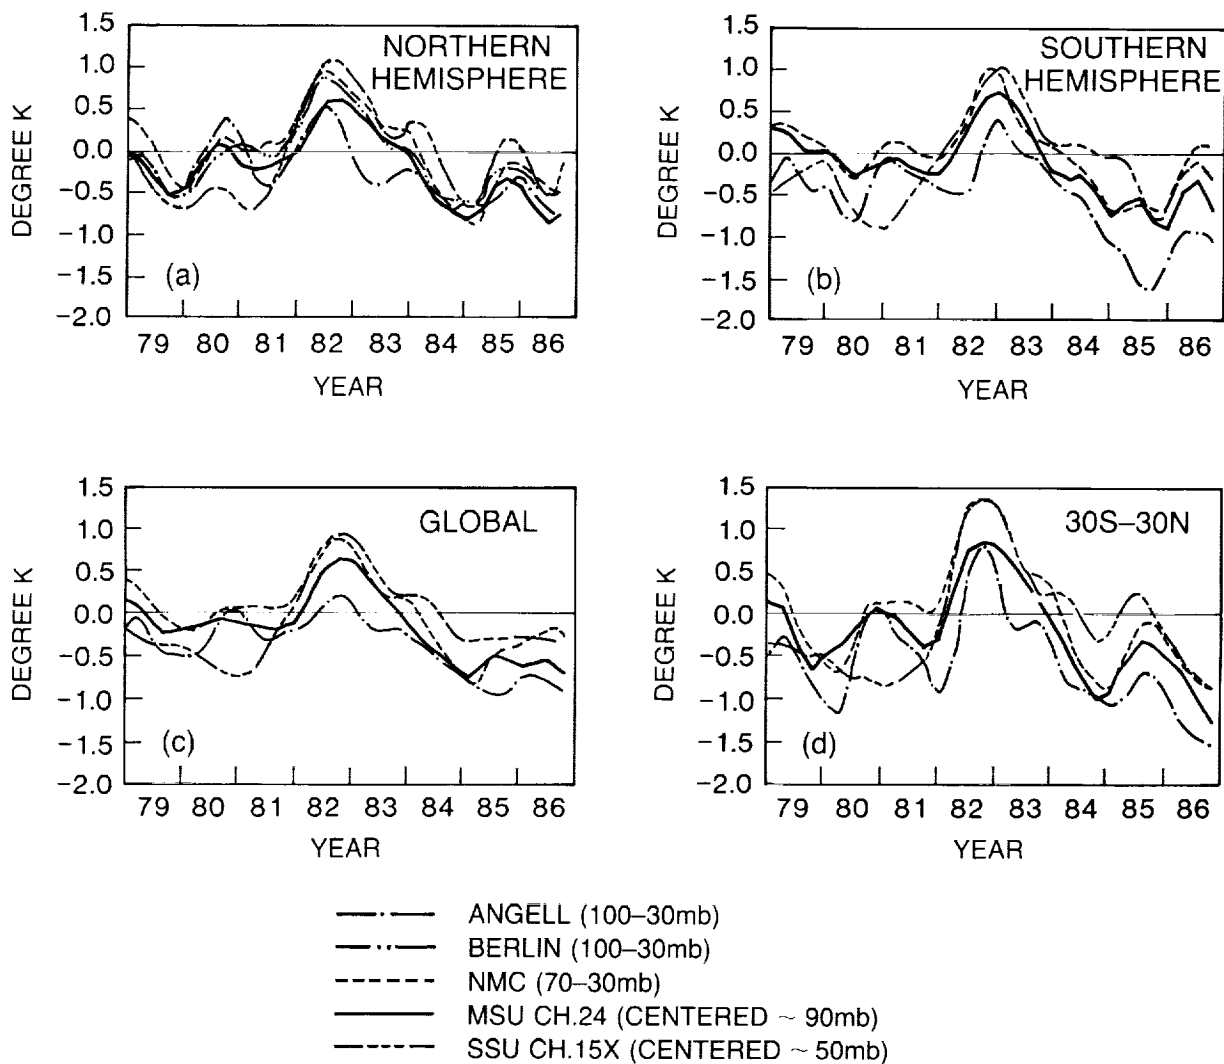 1.5
1.0
0.5
0.0
−0.5
−1.0
−1.5
−2.0
DEGREE K
NORTHERN
HEMISPHERE
(a)
79 80 81 82 83 84 85 86
YEAR
1.5
1.0
0.5
0.0
−0.5
−1.0
−1.5
−2.0
DEGREE K
SOUTHERN
HEMISPHERE
(b)
79 80 81 82 83 84 85 86
YEAR
1.5
1.0
0.5
0.0
−0.5
−1.0
−1.5
−2.0
DEGREE K
GLOBAL
(c)
79 80 81 82 83 84 85 86
YEAR
1.5
1.0
0.5
0.0
−0.5
−1.0
−1.5
−2.0
DEGREE K
30S–30N
(d)
79 80 81 82 83 84 85 86
YEAR
ANGELL (100–30mb)
BERLIN (100–30mb)
NMC (70–30mb)
MSU CH.24 (CENTERED ~ 90mb)
SSU CH.15X (CENTERED ~ 50mb)